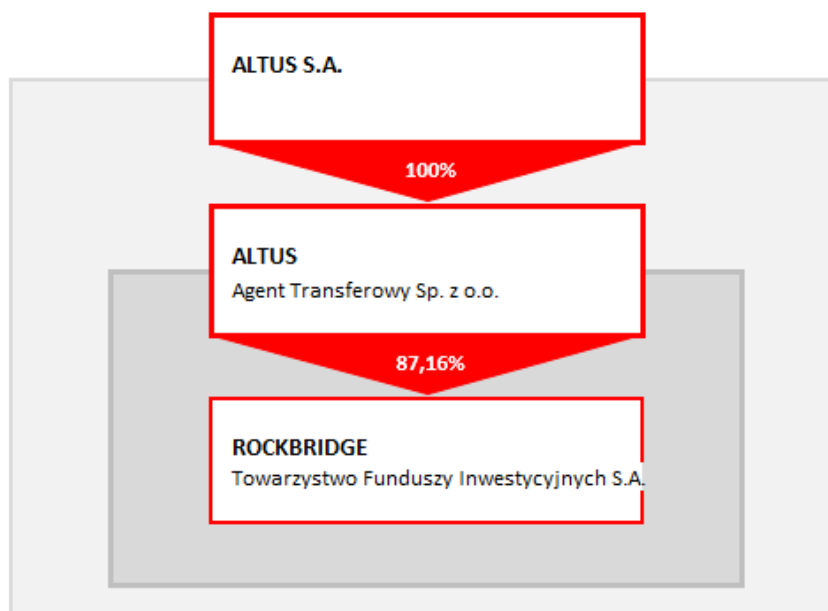 ALTUS S.A.
100%
ALTUS
Agent Transferowy Sp. z o.o.
87,16%
ROCKBRIDGE
Towarzystwo Funduszy Inwestycyjnych S.A.